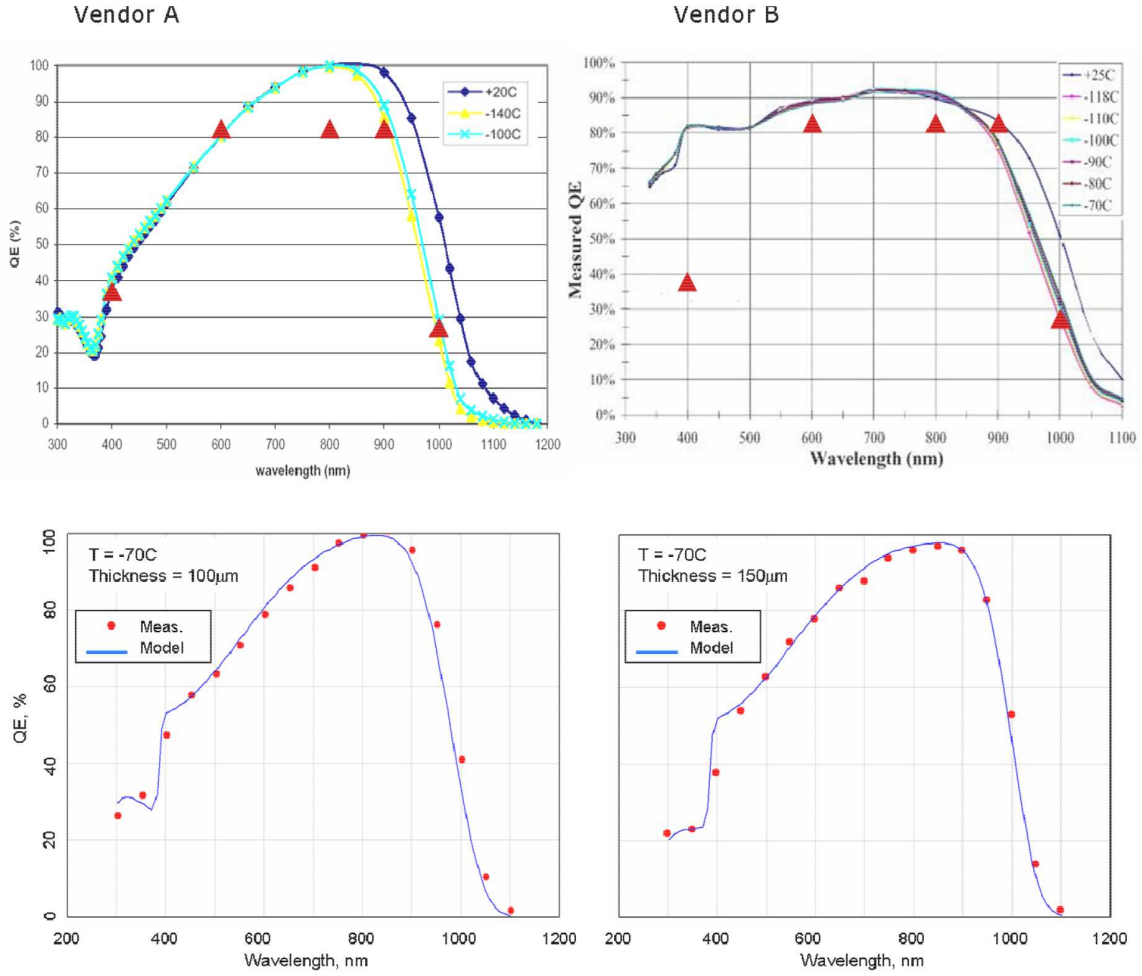 Vendor A
Vendor B
100
90
80
70
60
50
40
30
20
10
0
QE (%)
+20C
-140C
-100C
300 400 500 600 700 800 900 1000 1100 1200
wavelength (nm)
100%
90%
80%
70%
60%
50%
40%
30%
20%
10%
0%
Measured QE
+25C
-118C
-110C
-100C
-90C
-80C
-70C
300 400 500 600 700 800 900 1000 1100
Wavelength (nm)
T = -70C
Thickness = 100μm
Meas.
Model
100
80
60
40
20
0
QE, %
200 400 600 800 1000 1200
Wavelength, nm
T = -70C
Thickness = 150μm
Meas.
Model
200 400 600 800 1000 1200
Wavelength, nm